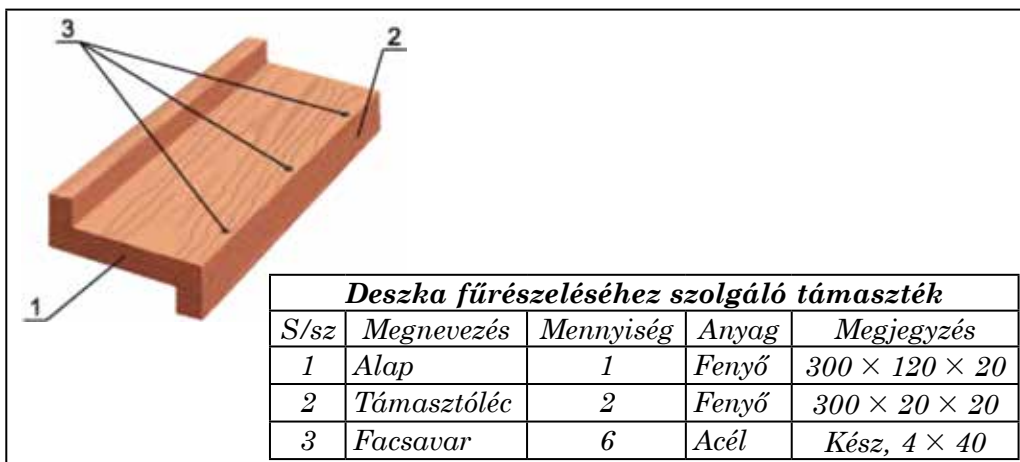 3
2
1
Deszka fűrészeléséhez szolgáló támaszték
S/sz Megnevezés Mennyiség Anyag Megjegyzés
1 Alap 1 Fenyő 300 × 120 × 20
2 Támasztóléc 2 Fenyő 300 × 20 × 20
3 Facsavar 6 Acél Kész, 4 × 40